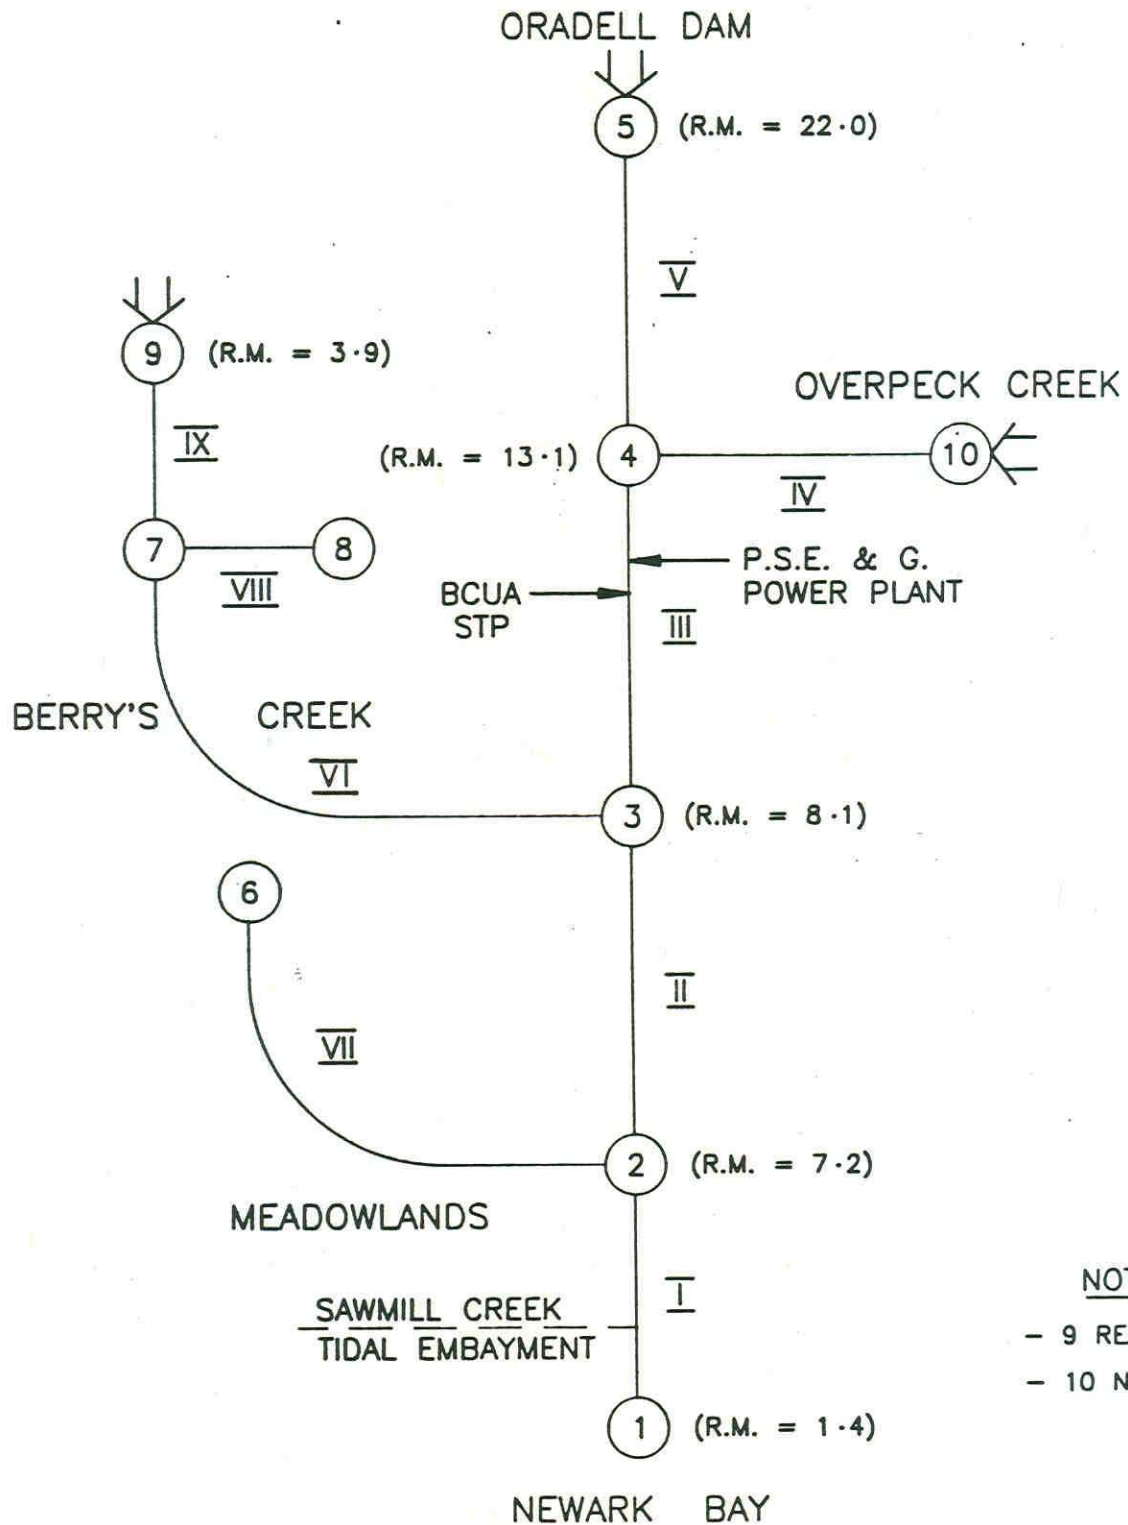 ORADELL DAM
5 (R.M. = 22·0)
V
9 (R.M. = 3·9)
OVERPECK CREEK
IX
(R.M. = 13·1) 4
10
IV
7
8
VIII
P.S.E. & G.
POWER PLANT
BCUA
STP
III
BERRY'S CREEK
VI
3 (R.M. = 8·1)
6
II
VII
2 (R.M. = 7·2)
MEADOWLANDS
I
SAWMILL CREEK
TIDAL EMBAYMENT
- 9
- 10
1 (R.M. = 1·4)
NEWARK BAY